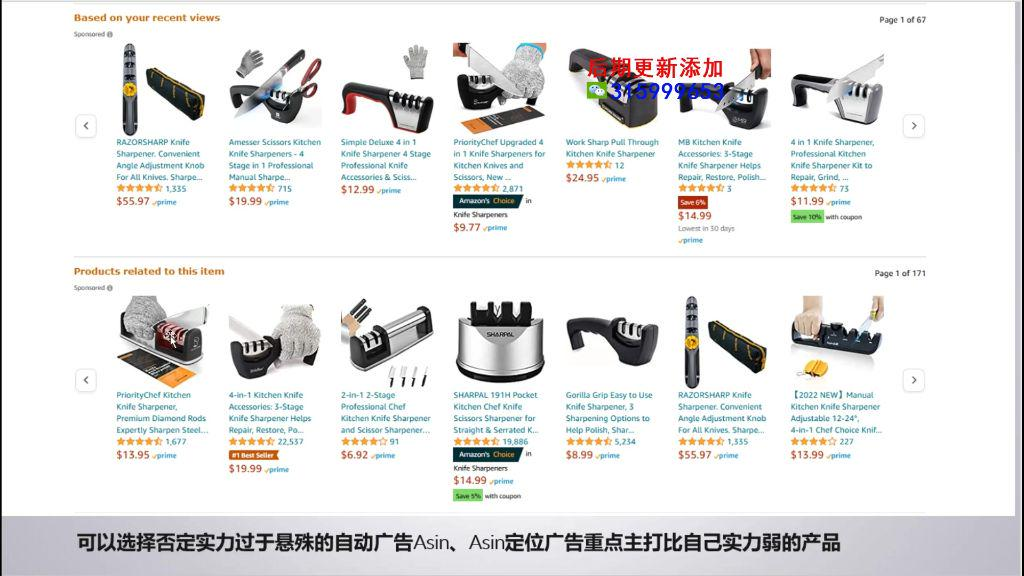 Based on your recent views
Page 1 of 67
Sponsored
后期更新添加
315999653
RAZORSHARP Knife
Sharpener. Convenient
Angle Adjustment Knob
For All Knives. Sharpe...
1,335
$55.97 prime
Amesser Scissors Kitchen
Knife Sharpeners - 4
Stage in 1 Professional
Manual Sharpe...
715
$19.99 prime
Simple Deluxe 4 in 1
Knife Sharpener 4 Stage
Professional Knife
Accessories & Sciss...
$12.99 prime
PriorityChef Upgraded 4
in 1 Knife Sharpeners for
Kitchen Knives and
Scissors, New ...
2,871
Amazon's Choice in
Knife Sharpeners
$9.77 prime
Work Sharp Pull Through
Kitchen Knife Sharpener
12
$24.95 prime
MB Kitchen Knife
Accessories: 3-Stage
Knife Sharpener Helps
Repair, Restore, Polish...
3
Save 6%
$14.99
Lowest in 30 days
prime
4 in 1 Knife Sharpener,
Professional Kitchen
Knife Sharpener Kit to
Repair, Grind, ...
73
$11.99 prime
Save 10% with coupon
Products related to this item
Page 1 of 171
Sponsored
SHARPAL
PriorityChef Kitchen
Knife Sharpener,
Premium Diamond Rods
Expertly Sharpen Steel...
1,677
$13.95 prime
4-in-1 Kitchen Knife
Accessories: 3-Stage
Knife Sharpener Helps
Repair, Restore, Po...
22,537
#1 Best Seller
$19.99 prime
2-in-1 2-Stage
Professional Chef
Kitchen Knife Sharpener
and Scissor Sharpener...
91
$6.92 prime
SHARPAL 191H Pocket
Kitchen Chef Knife
Scissors Sharpener for
Straight & Serrated K...
19,886
Amazon's Choice in
Knife Sharpeners
$14.99 prime
Save 5% with coupon
Gorilla Grip Easy to Use
Knife Sharpener, 3
Sharpening Options to
Help Polish, Shar...
5,234
$8.99 prime
RAZORSHARP Knife
Sharpener. Convenient
Angle Adjustment Knob
For All Knives. Sharpe...
1,335
$55.97 prime
【2022 NEW】Manual
Kitchen Knife Sharpener
Adjustable 12-24°,
4-in-1 Chef Choice Knif...
227
$13.99 prime
可以选择否定实力过于悬殊的自动广告Asin、Asin定位广告重点主打比自己实力弱的产品